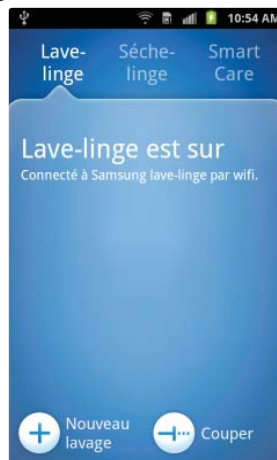 10:54 AM
Lave-
linge
Séche-
linge
Smart
Care
Lave-linge est sur
Connecté à Samsung lave-linge par wifi.
Nouveau
lavage
Couper